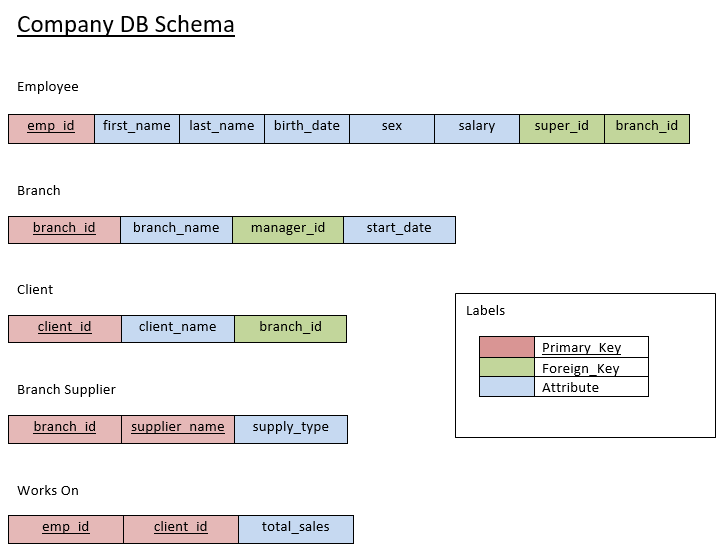 Company DB Schema
Employee
emp_id first_name last_name birth_date sex salary super_id branch_id
Branch
branch_id branch_name manager_id start_date
Client
client_id client_name branch_id
Labels
Primary_Key
Foreign_Key
Attribute
Branch Supplier
branch_id supplier_name supply_type
Works On
emp_id client_id total_sales